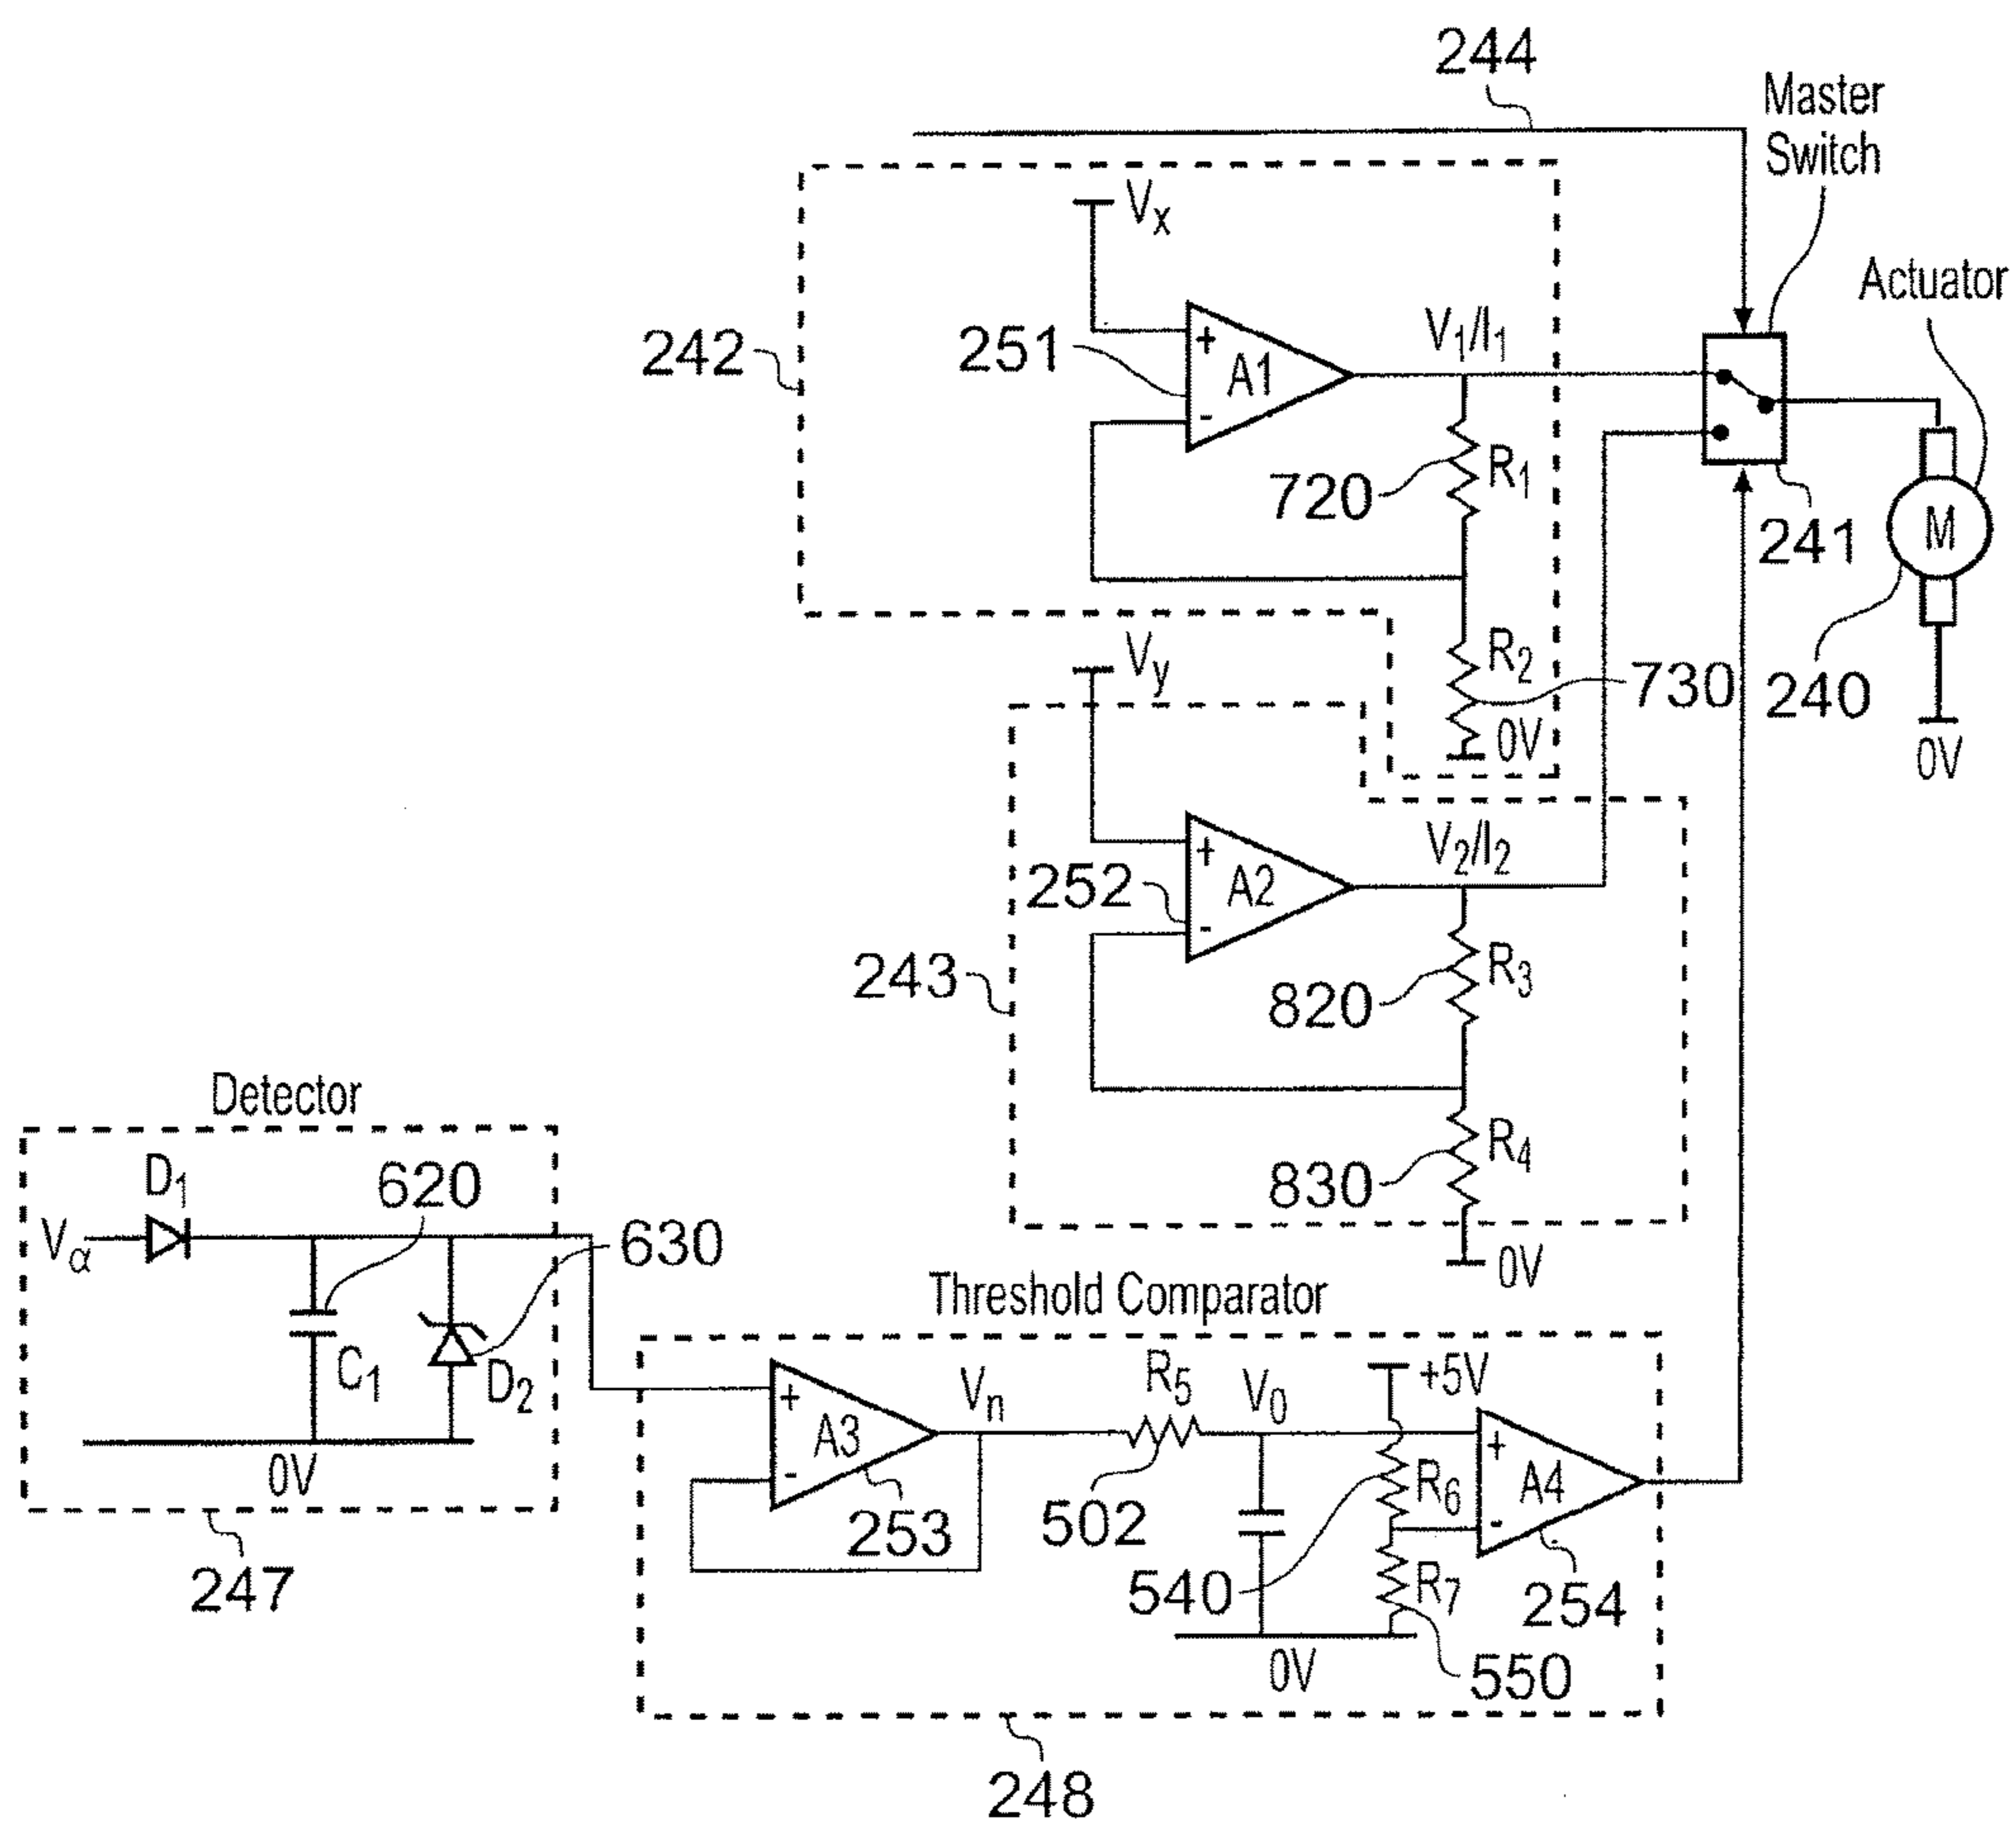 244
Master
Switch
Vx
Actuator
242
251
+
A1
-
V1/I1
720
R1
241
M
Vy
R2
730
240
0V
0V
V2/I2
+
252
A2
-
243
820
R3
Detector
830
R4
D1
620
Vα
630
0V
Threshold Comparator
C1
D2
+
A3
-
Vn
R5
V0
+5V
+
A4
-
0V
253
502
R6
540
R7
254
247
0V
550
248